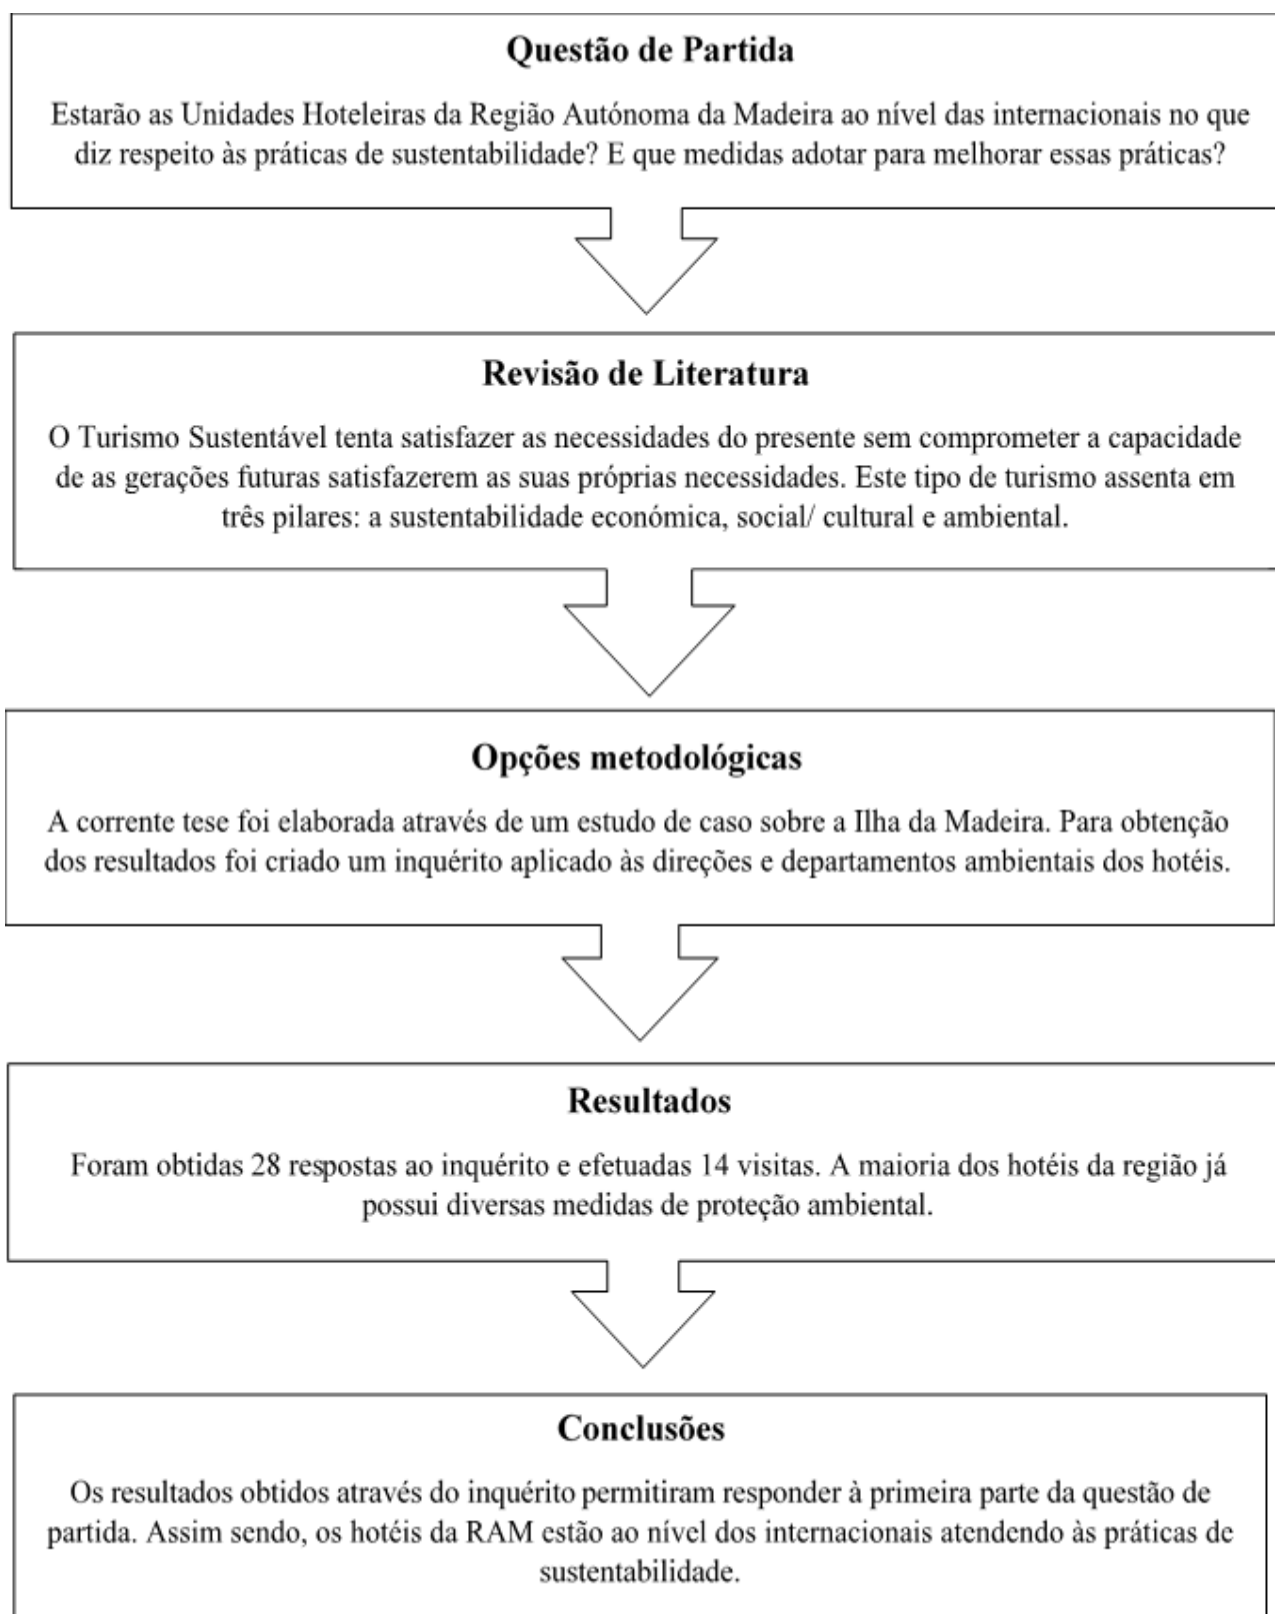 Questão de Partida
Estarão as Unidades Hoteleiras da Região Autónoma da Madeira ao nível das internacionais no que
diz respeito às práticas de sustentabilidade? E que medidas adotar para melhorar essas práticas?
Revisão de Literatura
O Turismo Sustentável tenta satisfazer as necessidades do presente sem comprometer a capacidade
de as gerações futuras satisfazerem as suas próprias necessidades. Este tipo de turismo assenta em
três pilares: a sustentabilidade económica, social/ cultural e ambiental.
Opções metodológicas
A corrente tese foi elaborada através de um estudo de caso sobre a Ilha da Madeira. Para obtenção
dos resultados foi criado um inquérito aplicado às direções e departamentos ambientais dos hotéis.
Resultados
Foram obtidas 28 respostas ao inquérito e efetuadas 14 visitas. A maioria dos hotéis da região já
possui diversas medidas de proteção ambiental.
Conclusões
Os resultados obtidos através do inquérito permitiram responder à primeira parte da questão de
partida. Assim sendo, os hotéis da RAM estão ao nível dos internacionais atendendo às práticas de
sustentabilidade.